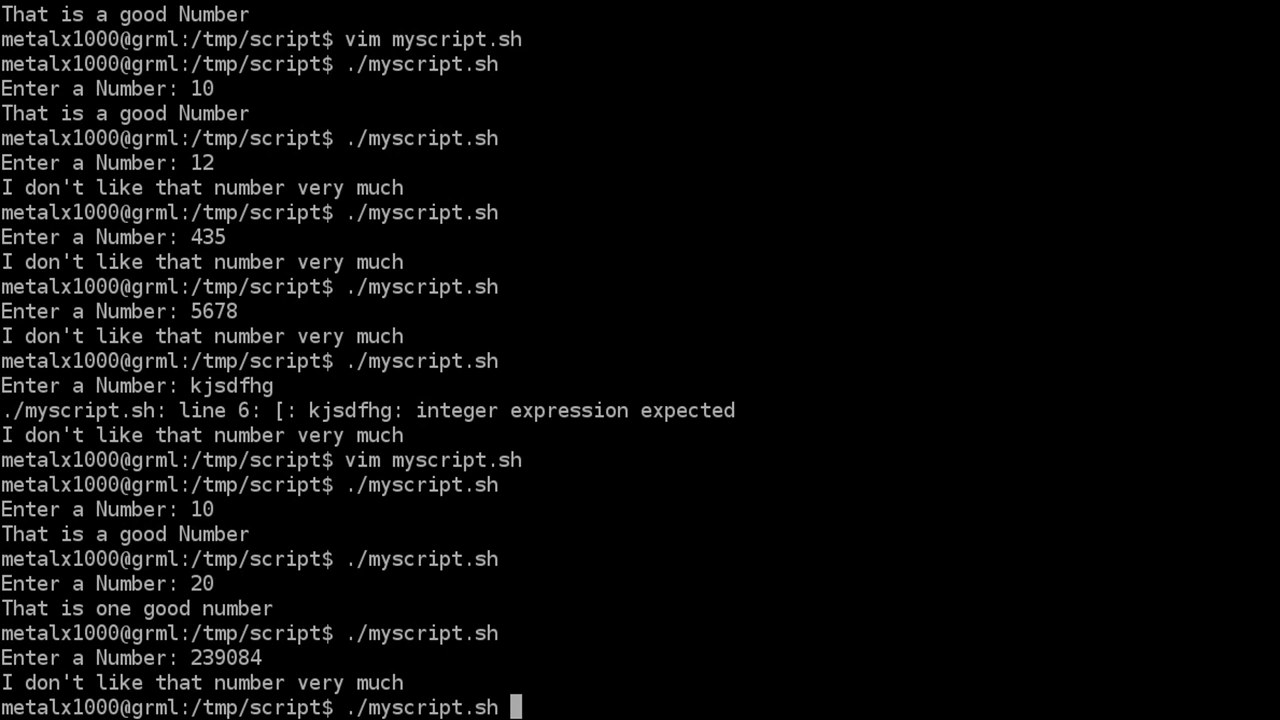 That is a good Number
metalx1000@grml:/tmp/script$ vim myscript.sh
metalx1000@grml:/tmp/script$ ./myscript.sh
Enter a Number: 10
That is a good Number
metalx1000@grml:/tmp/script$ ./myscript.sh
Enter a Number: 12
I don't like that number very much
metalx1000@grml:/tmp/script$ ./myscript.sh
Enter a Number: 435
I don't like that number very much
metalx1000@grml:/tmp/script$ ./myscript.sh
Enter a Number: 5678
I don't like that number very much
metalx1000@grml:/tmp/script$ ./myscript.sh
Enter a Number: kjsdfhg
./myscript.sh: line 6: [: kjsdfhg: integer expression expected
I don't like that number very much
metalx1000@grml:/tmp/script$ vim myscript.sh
metalx1000@grml:/tmp/script$ ./myscript.sh
Enter a Number: 10
That is a good Number
metalx1000@grml:/tmp/script$ ./myscript.sh
Enter a Number: 20
That is one good number
metalx1000@grml:/tmp/script$ ./myscript.sh
Enter a Number: 239084
I don't like that number very much
metalx1000@grml:/tmp/script$ ./myscript.sh